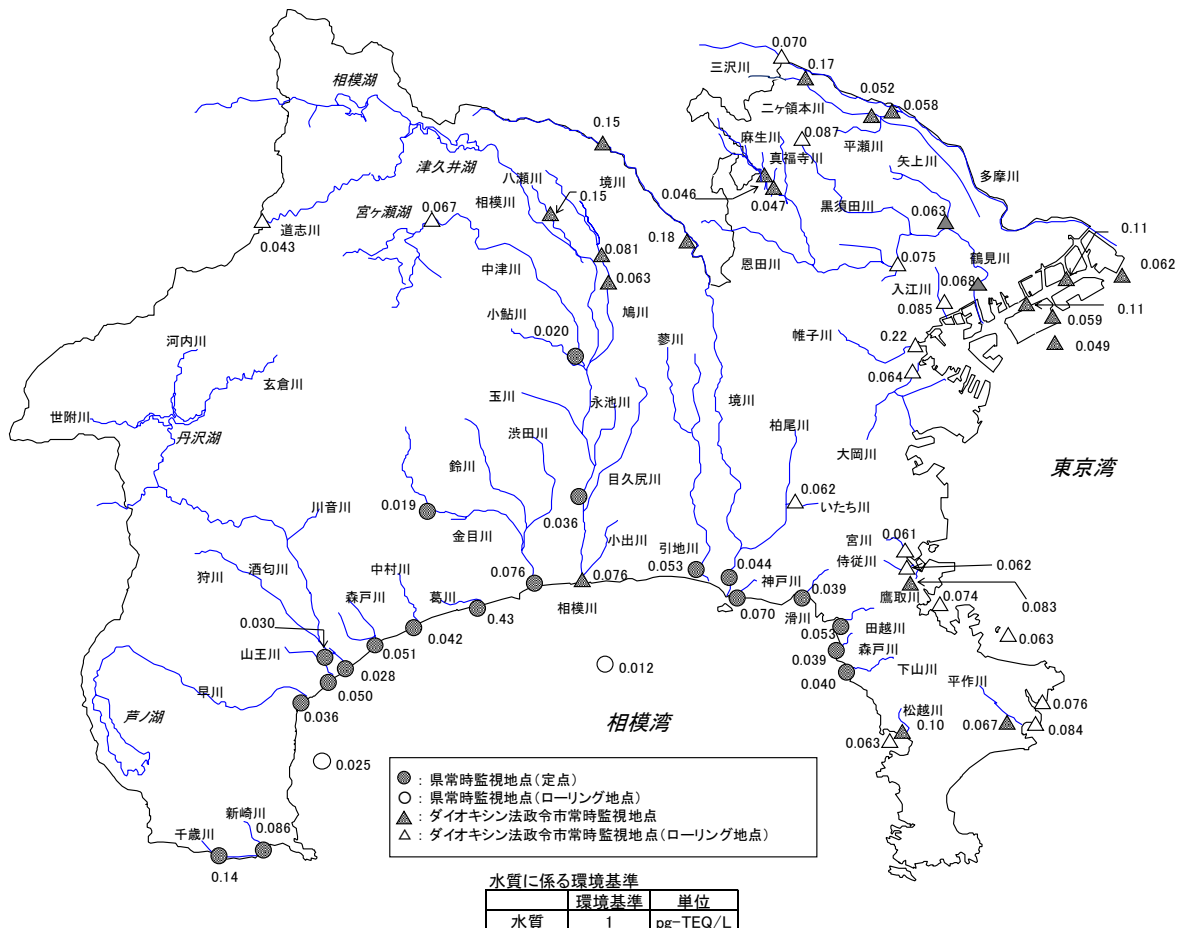 0.070
三沢川
0.17
相模湖
0.052
二ヶ領本川
0.058
0.15
麻生川
0.087
平瀬川
真福寺川
矢上川
津久井湖
八瀬川
境川
多摩川
0.046
0.047
相模川
0.15
宮ヶ瀬湖
0.067
黒須田川
0.063
道志川
0.043
0.18
0.11
0.081
恩田川
0.075
鶴見川
0.062
中津川
0.063
入江川
0.068
0.085
小鮎川
鳩川
0.059
0.11
0.020
帷子川
0.22
0.049
河内川
蓼川
0.064
玄倉川
玉川
永池川
境川
世附川
柏尾川
丹沢湖
渋田川
大岡川
東京湾
鈴川
目久尻川
川音川
0.019
0.036
0.062
いたち川
金目川
小出川
引地川
宮川
0.061
狩川
酒匂川
中村川
0.053
0.044
侍従川
0.062
森戸川
葛川
0.076
0.076
神戸川
0.039
鷹取川
0.074
0.083
0.030
0.43
相模川
0.070
滑川
0.042
0.053
田越川
0.051
0.063
山王川
0.028
0.039
森戸川
0.012
0.050
0.040
下山川
早川
0.036
平作川
芦ノ湖
相模湾
松越川
0.10
0.067
0.076
0.084
0.063
0.025
●：県常時監視地点(定点)
○：県常時監視地点(ローリング地点)
▲：ダイオキシン法政令市常時監視地点
△：ダイオキシン法政令市常時監視地点(ローリング地点)
新崎川
千歳川
0.086
0.14
水質に係る環境基準
環境基準 単位
水質 1 pg-TEQ/L